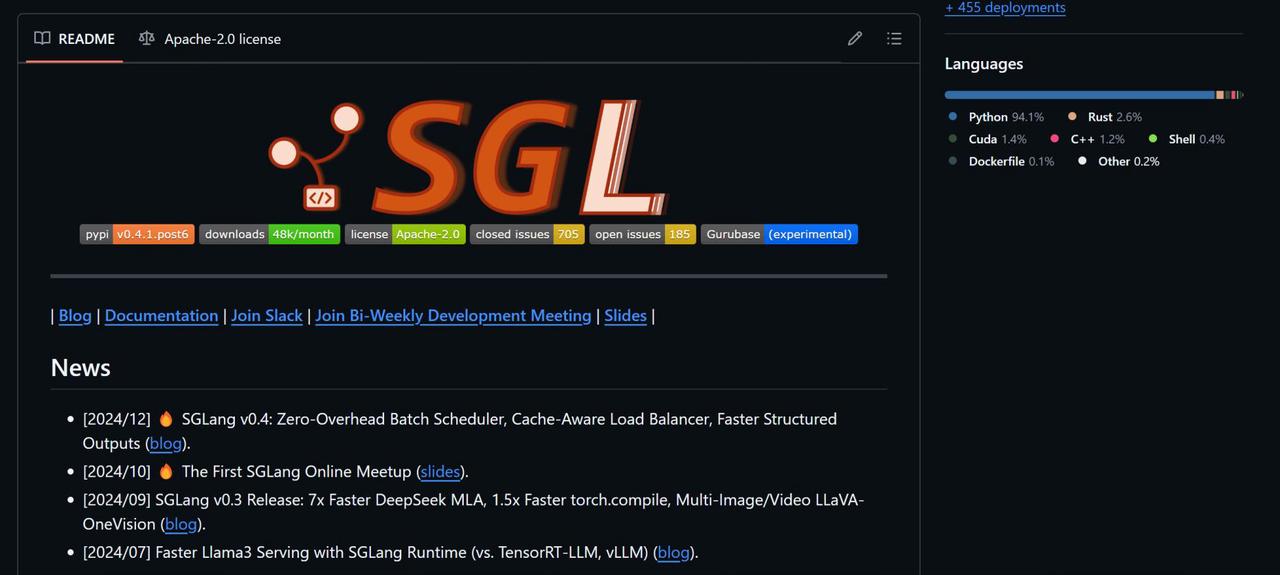 + 455 deployments
README Apache-2.0 license
Languages
Python 94.1% Rust 2.6%
Cuda 1.4% C++ 1.2% Shell 0.4%
Dockerfile 0.1% Other 0.2%
</> SGL
pypi v0.4.1.post6 downloads 48k/month license Apache-2.0 closed issues 705 open issues 185 Gurubase (experimental)
| Blog | Documentation | Join Slack | Join Bi-Weekly Development Meeting | Slides |
News
• [2024/12] 🔥 SGLang v0.4: Zero-Overhead Batch Scheduler, Cache-Aware Load Balancer, Faster Structured
Outputs (blog).
• [2024/10] 🔥 The First SGLang Online Meetup (slides).
• [2024/09] SGLang v0.3 Release: 7x Faster DeepSeek MLA, 1.5x Faster torch.compile, Multi-Image/Video LLaVA-
OneVision (blog).
• [2024/07] Faster Llama3 Serving with SGLang Runtime (vs. TensorRT-LLM, vLLM) (blog).